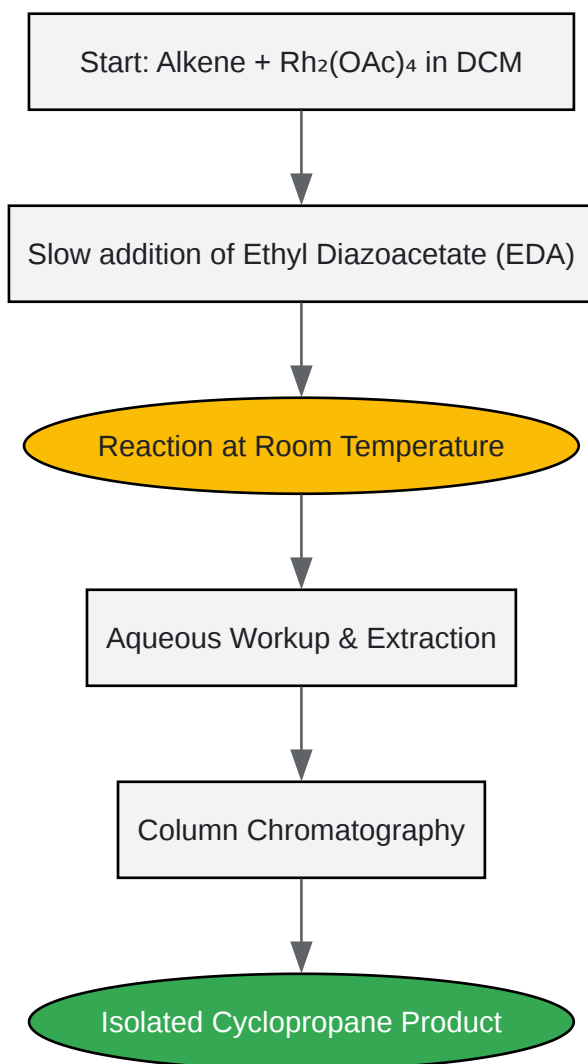 Start: Alkene + Rh₂(OAc)₄ in DCM
Slow addition of Ethyl Diazoacetate (EDA)
Reaction at Room Temperature
Aqueous Workup & Extraction
Column Chromatography
Isolated Cyclopropane Product